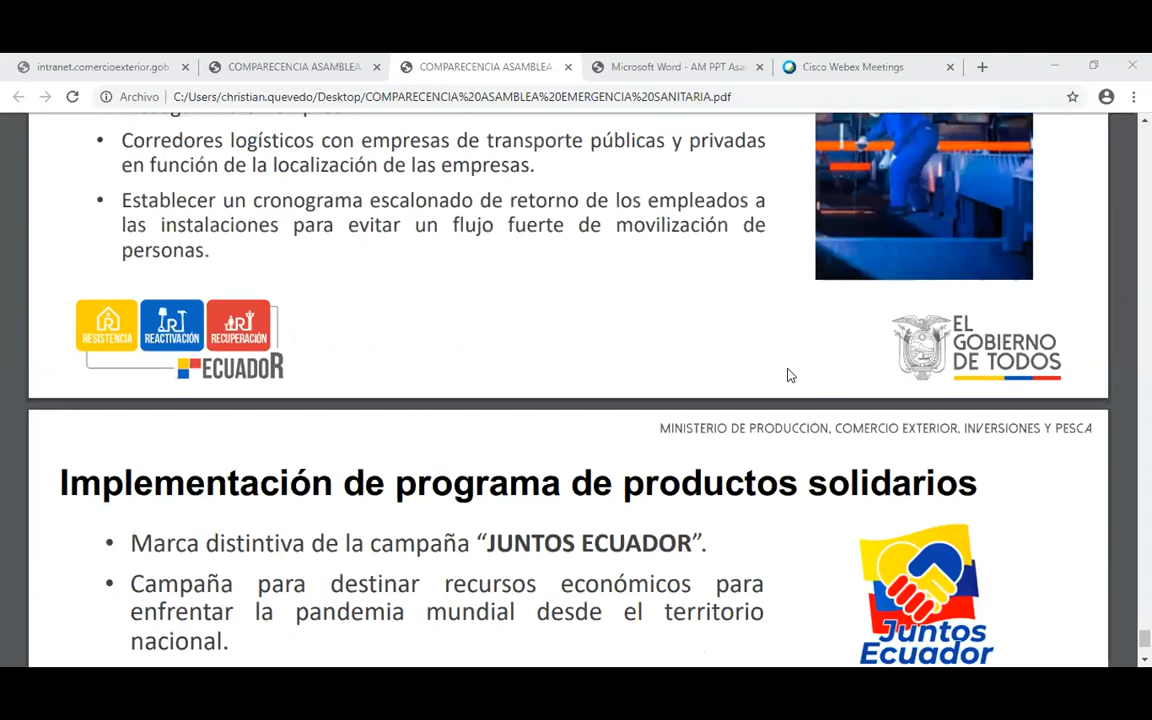 intranet.comercioexterior.gob
COMPARECENCIA ASAMBLEA
COMPARECENCIA ASAMBLE
Microsoft Word - AM PPT Asa
Cisco Webex Meetings
Archivo
C:/Users/christian.quevedo/Desktop/COMPARECENCIA%20ASAMBLEA%20EMERGENCIA%20SANITARIA.pdf
• Corredores logísticos con empresas de transporte públicas y privadas
en función de la localización de las empresas.
• Establecer un cronograma escalonado de retorno de los empleados a
las instalaciones para evitar un flujo fuerte de movilización de
personas.
RESISTENCIA
REACTIVACIÓN
RECUPERACIÓN
ECUADOR
EL
GOBIERNO
DE TODOS
MINISTERIO DE PRODUCCIÓN, COMERCIO EXTERIOR, INVERSIONES Y PESCA
Implementación de programa de productos solidarios
• Marca distintiva de la campaña “JUNTOS ECUADOR”.
• Campaña para destinar recursos económicos para
enfrentar la pandemia mundial desde el territorio
nacional.
Juntos
Ecuador